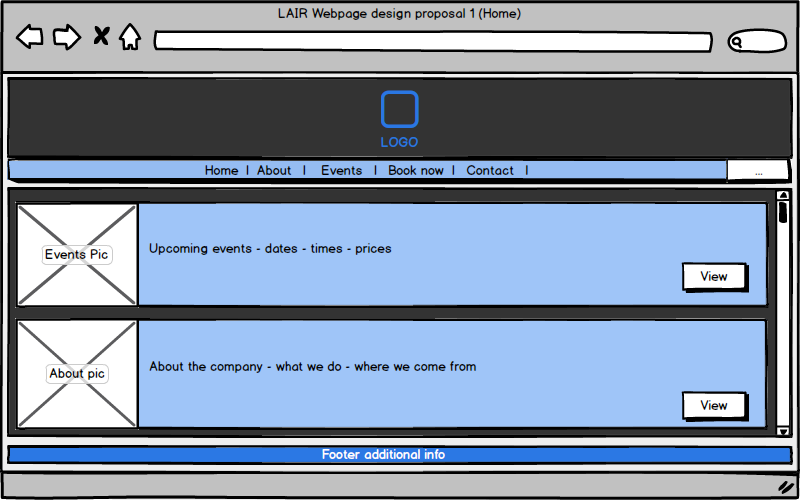 LAIR Webpage design proposal 1 (Home)
LOGO
Home | About | Events | Book now | Contact |
...
Events Pic
Upcoming events - dates - times - prices
View
About pic
About the company - what we do - where we come from
View
Footer additional info